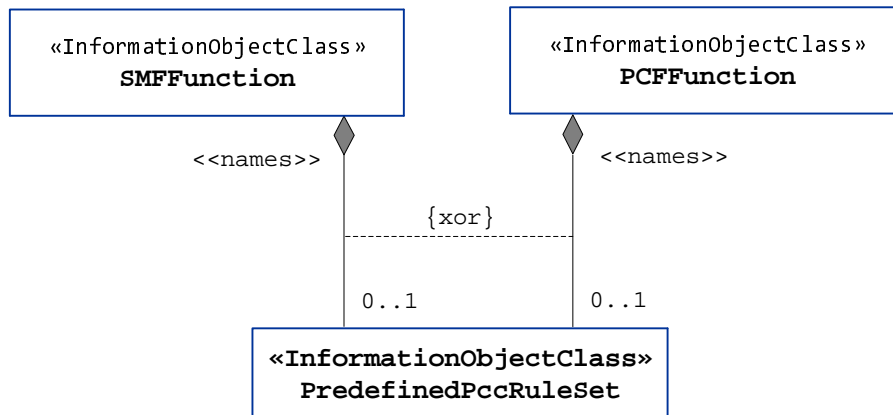 «InformationObjectClass»
SMFFunction
«InformationObjectClass»
PCFFunction
<<names>>
<<names>>
{xor}
0..1
0..1
«InformationObjectClass»
PredefinedPccRuleSet